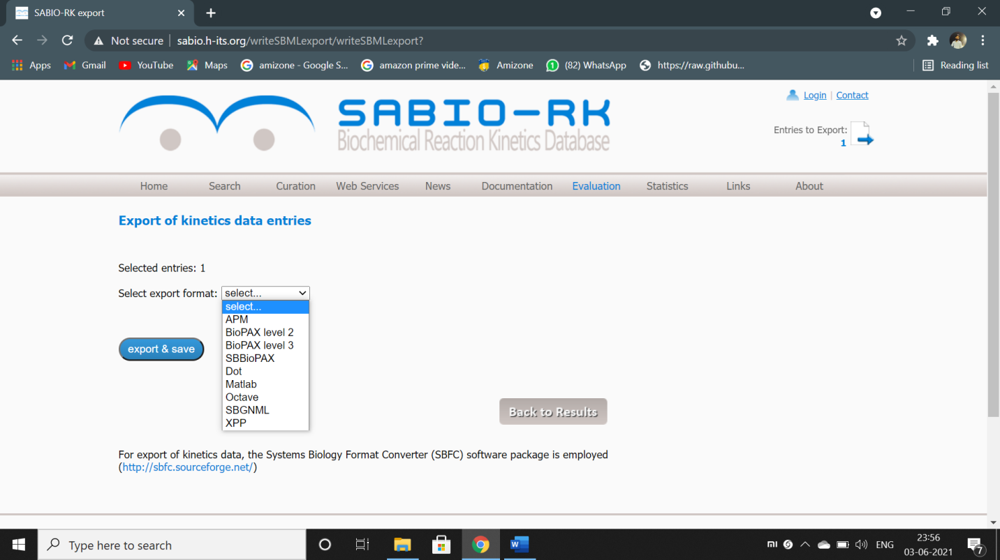 SABIO-RK export
Not secure
sabio.h-its.org/writeSBMLexport/writeSBMLexport?
Apps Gmail YouTube Maps amizone - Google S... amazon prime vide... Amizone (82) WhatsApp https://raw.githubu... Reading list
SABIO-RK
Biochemical Reaction Kinetics Database
Login | Contact
Entries to Export:
1
Home Search Curation Web Services News Documentation Evaluation Statistics Links About
Export of kinetics data entries
Selected entries: 1
Select export format: select...
select...
APM
BioPAX level 2
BioPAX level 3
SBBioPAX
Dot
Matlab
Octave
SBGNML
XPP
export & save
Back to Results
For export of kinetics data, the Systems Biology Format Converter (SBFC) software package is employed
(http://sbfc.sourceforge.net/)
Type here to search
W
mi
ENG
23:56
03-06-2021
7